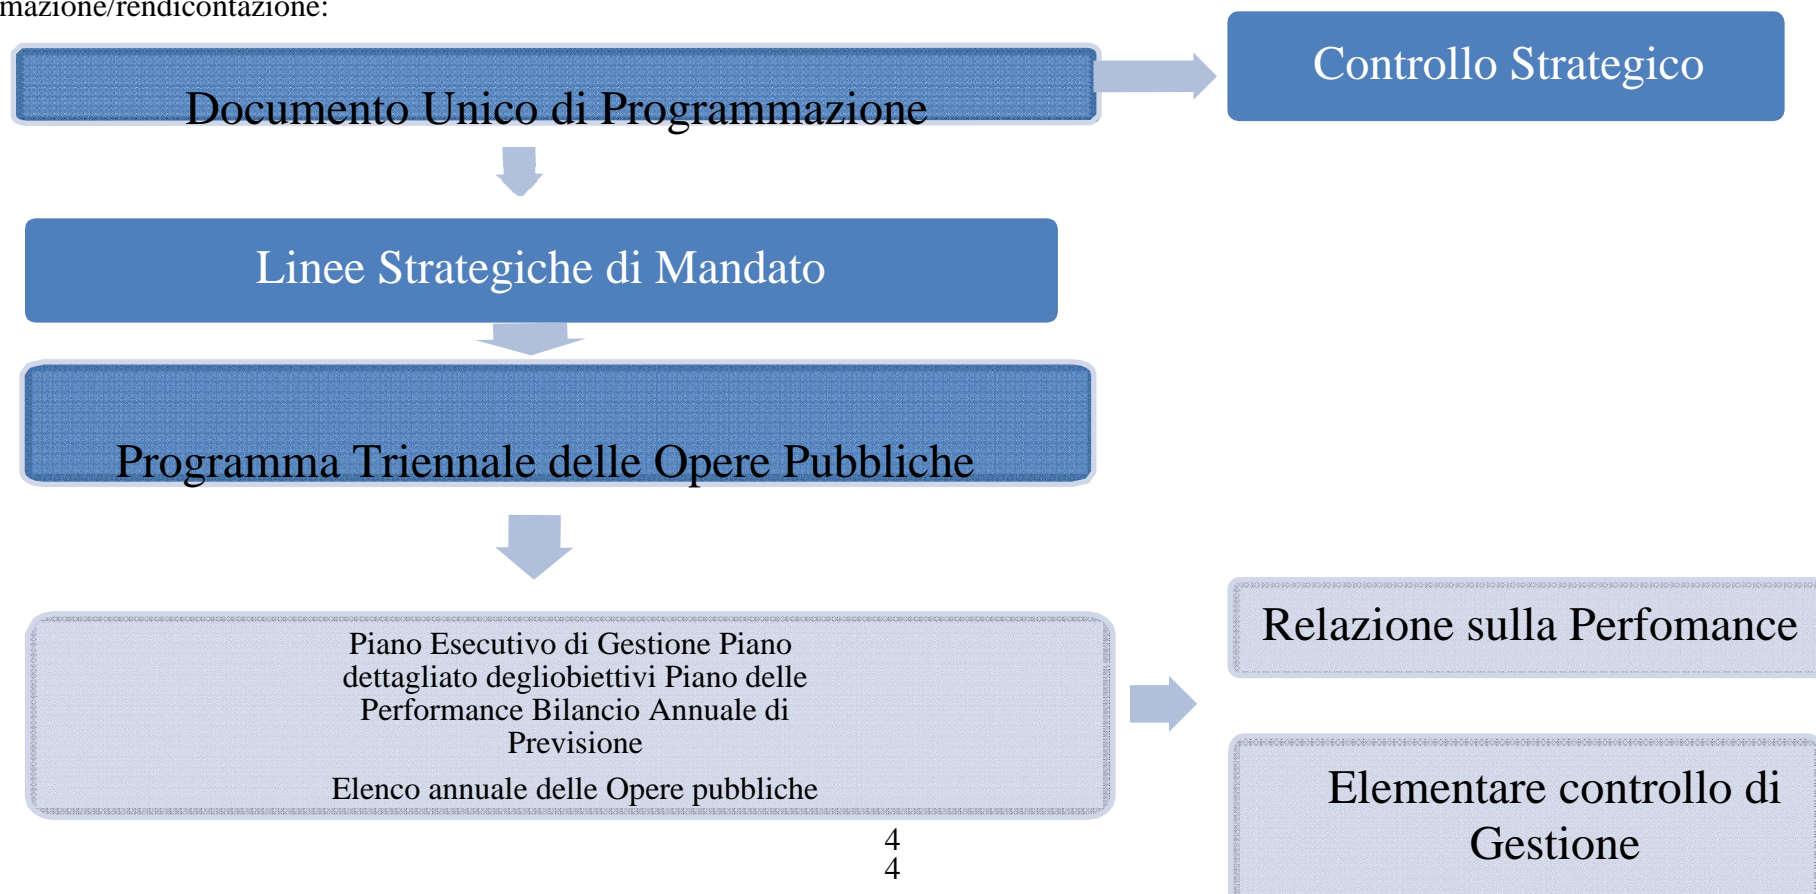 mazione/rendicontazione:
Documento Unico di Programmazione
Controllo Strategico
Linee Strategiche di Mandato
Programma Triennale delle Opere Pubbliche
Piano Esecutivo di Gestione Piano
dettagliato degliobiettivi Piano delle
Performance Bilancio Annuale di
Previsione
Elenco annuale delle Opere pubbliche
Relazione sulla Perfomance
Elementare controllo di
Gestione
4
4